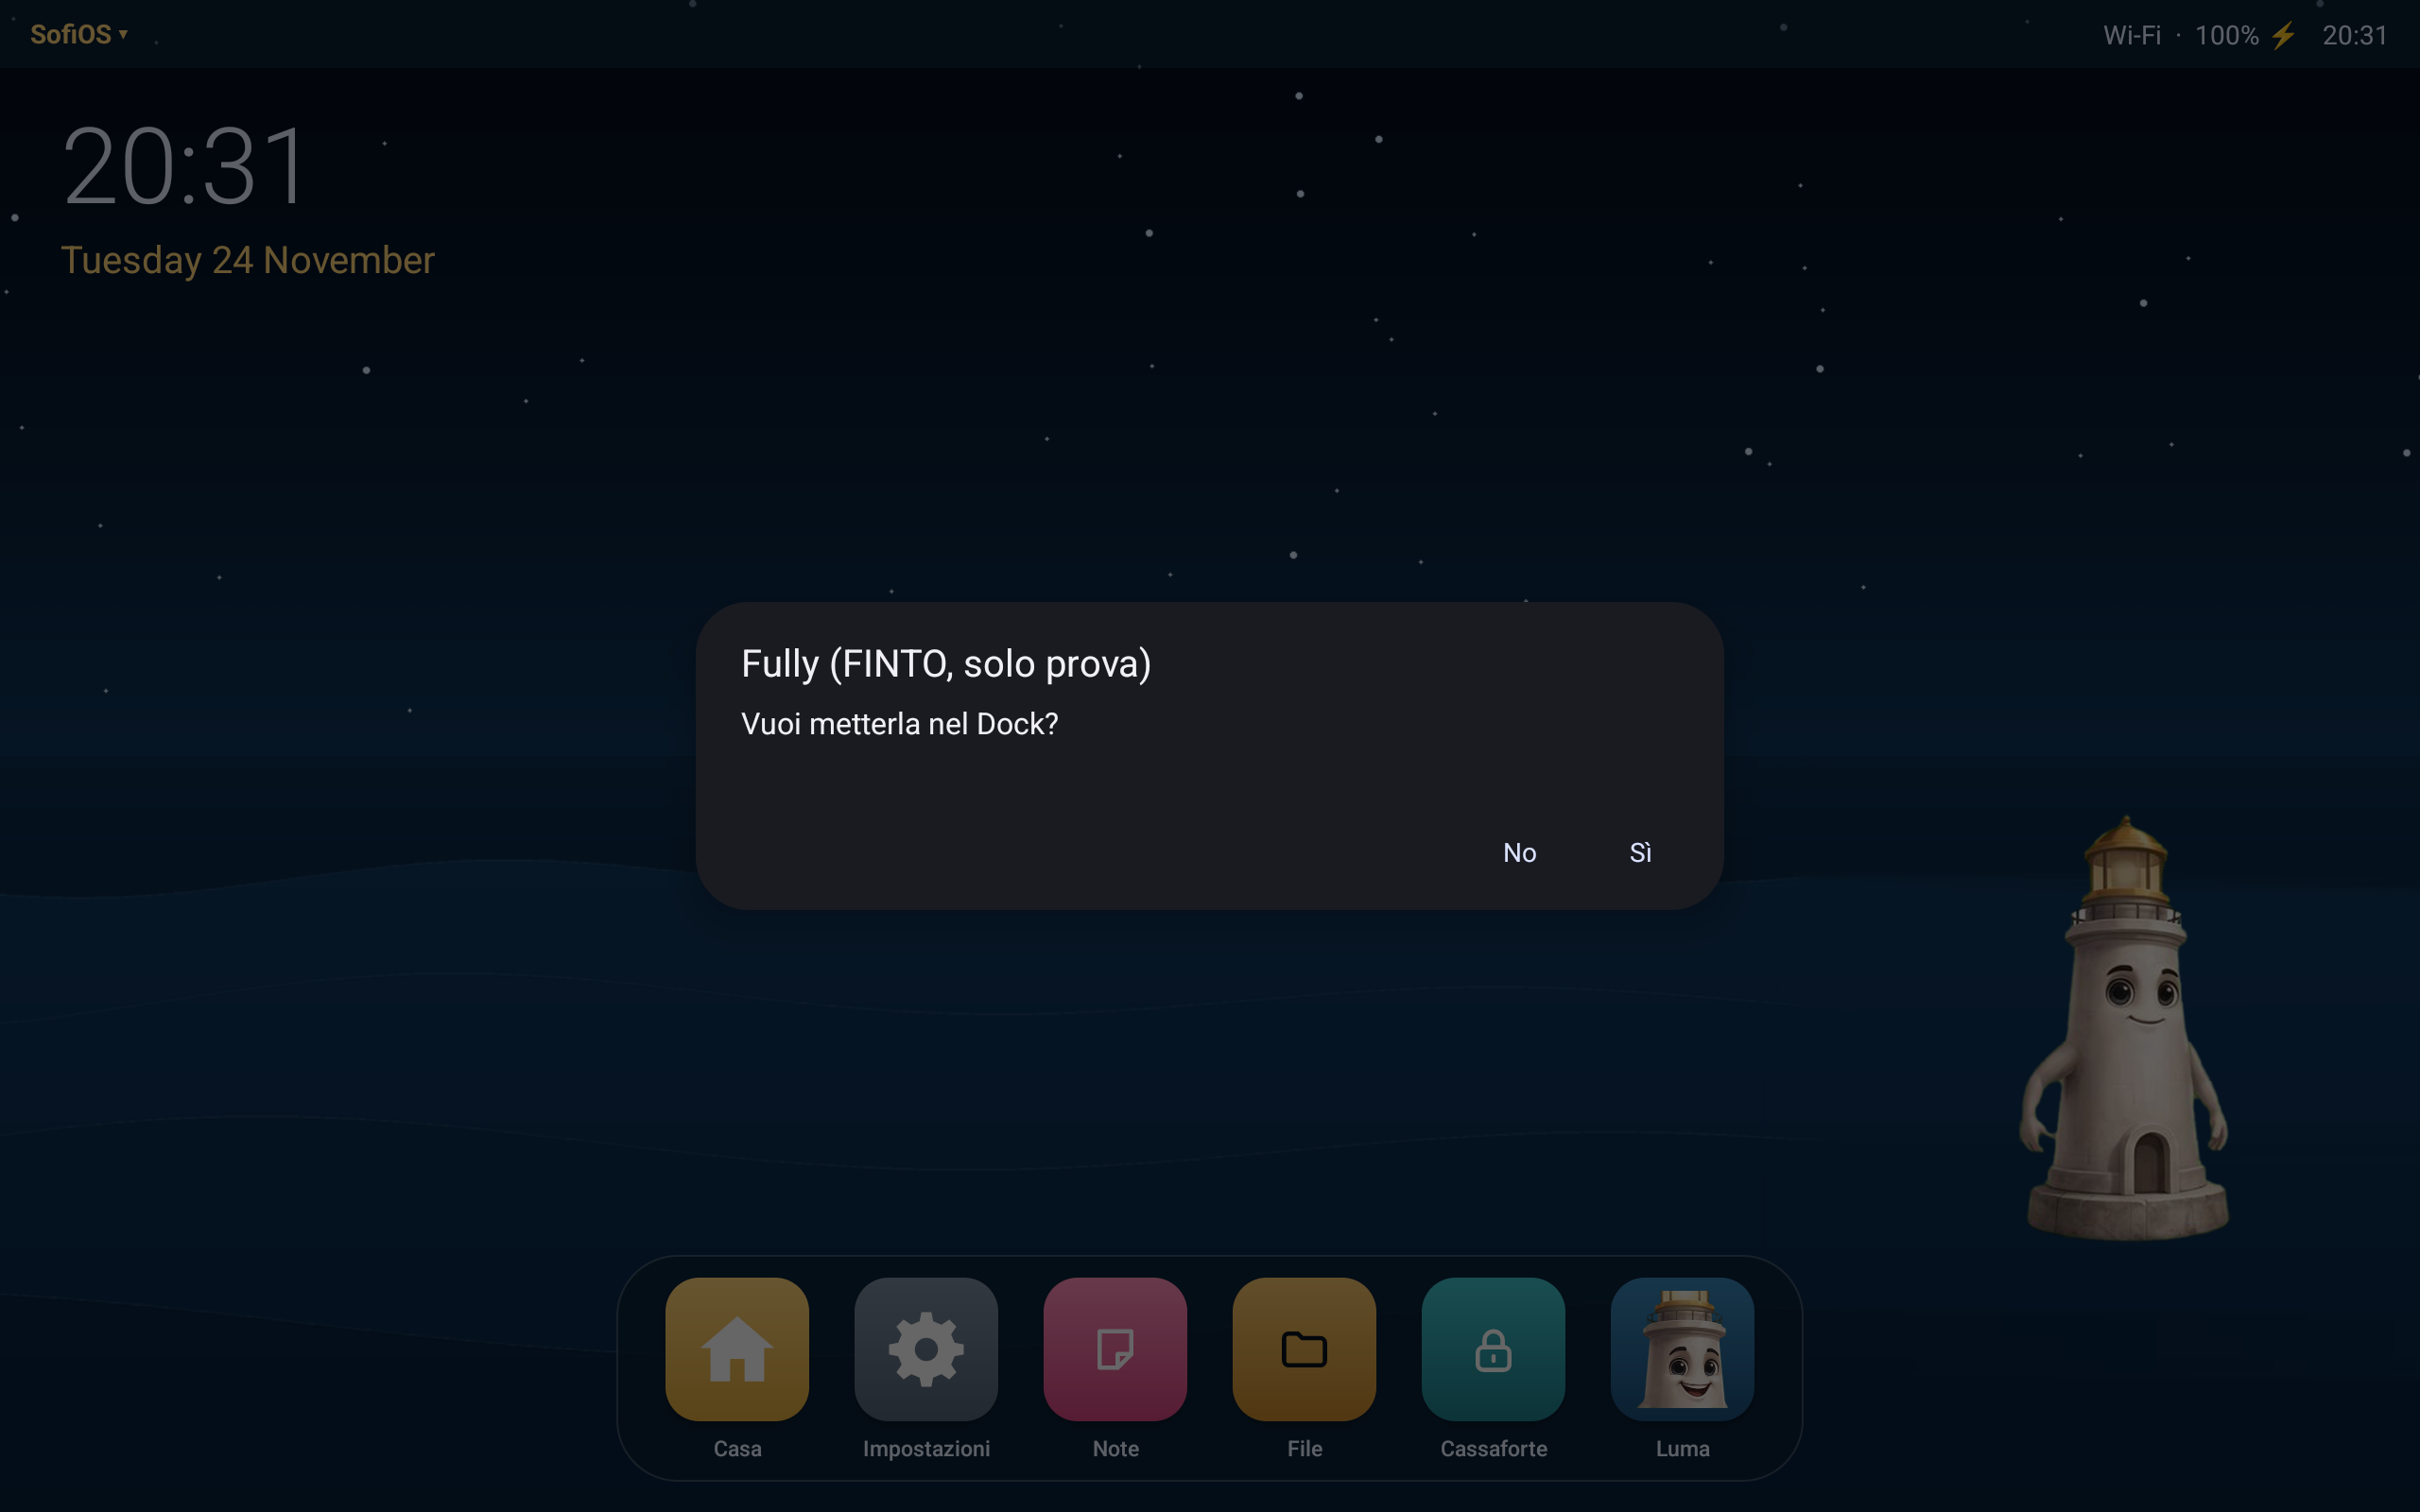 SofiOS ▾
Wi-Fi · 100% ⚡ 20:31
20:31
Tuesday 24 November
Fully (FINTO, solo prova)
Vuoi metterla nel Dock?
No Sì
Casa Impostazioni Note File Cassaforte Luma